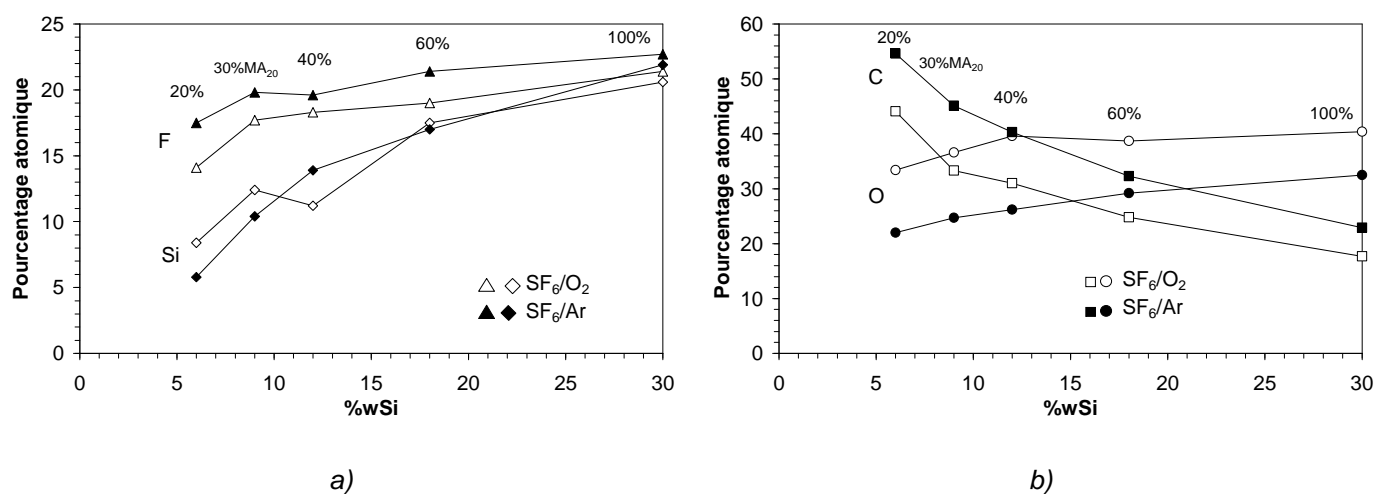 25
20
15
10
5
0
Pourcentage atomique
20%
30%MA₂₀
40%
60%
100%
F
Si
SF₆/O₂
SF₆/Ar
0 5 10 15 20 25 30
%wSi
a)
60
50
40
30
20
10
0
Pourcentage atomique
20%
30%MA₂₀
40%
60%
100%
C
O
SF₆/O₂
SF₆/Ar
0 5 10 15 20 25 30
%wSi
b)